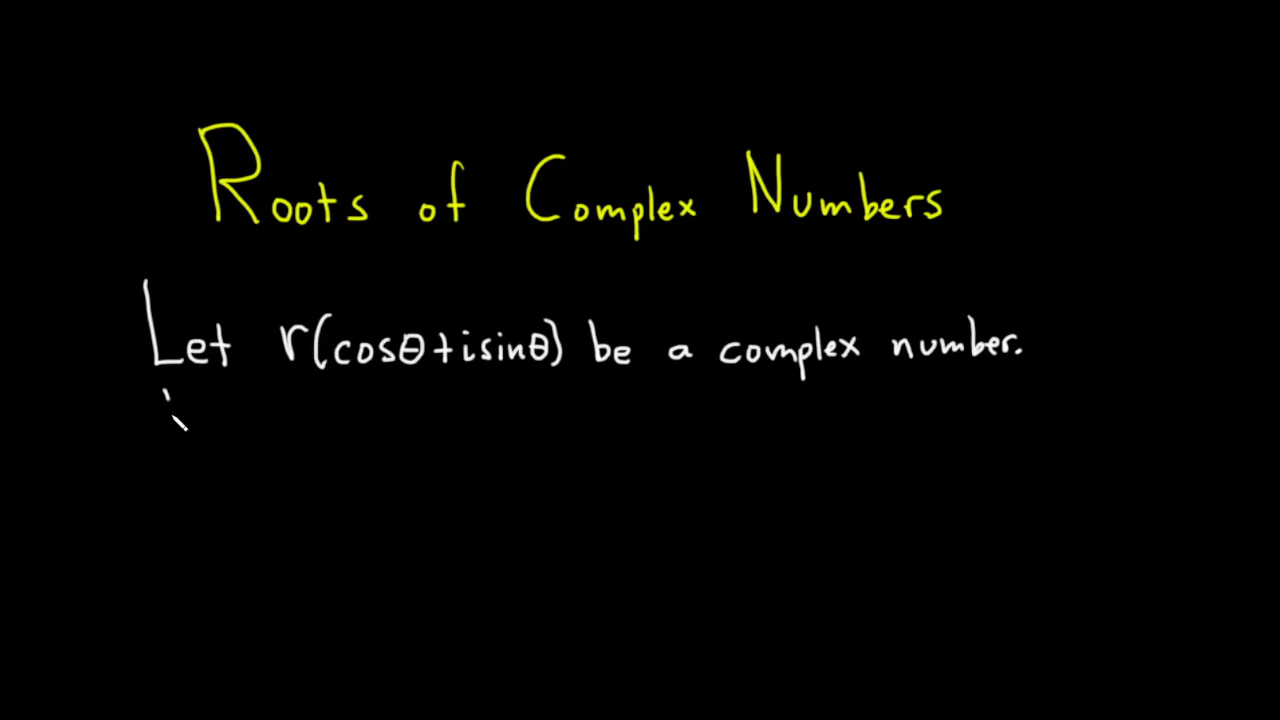 Roots of Complex Numbers
Let r(cosθ+isinθ) be a complex number.